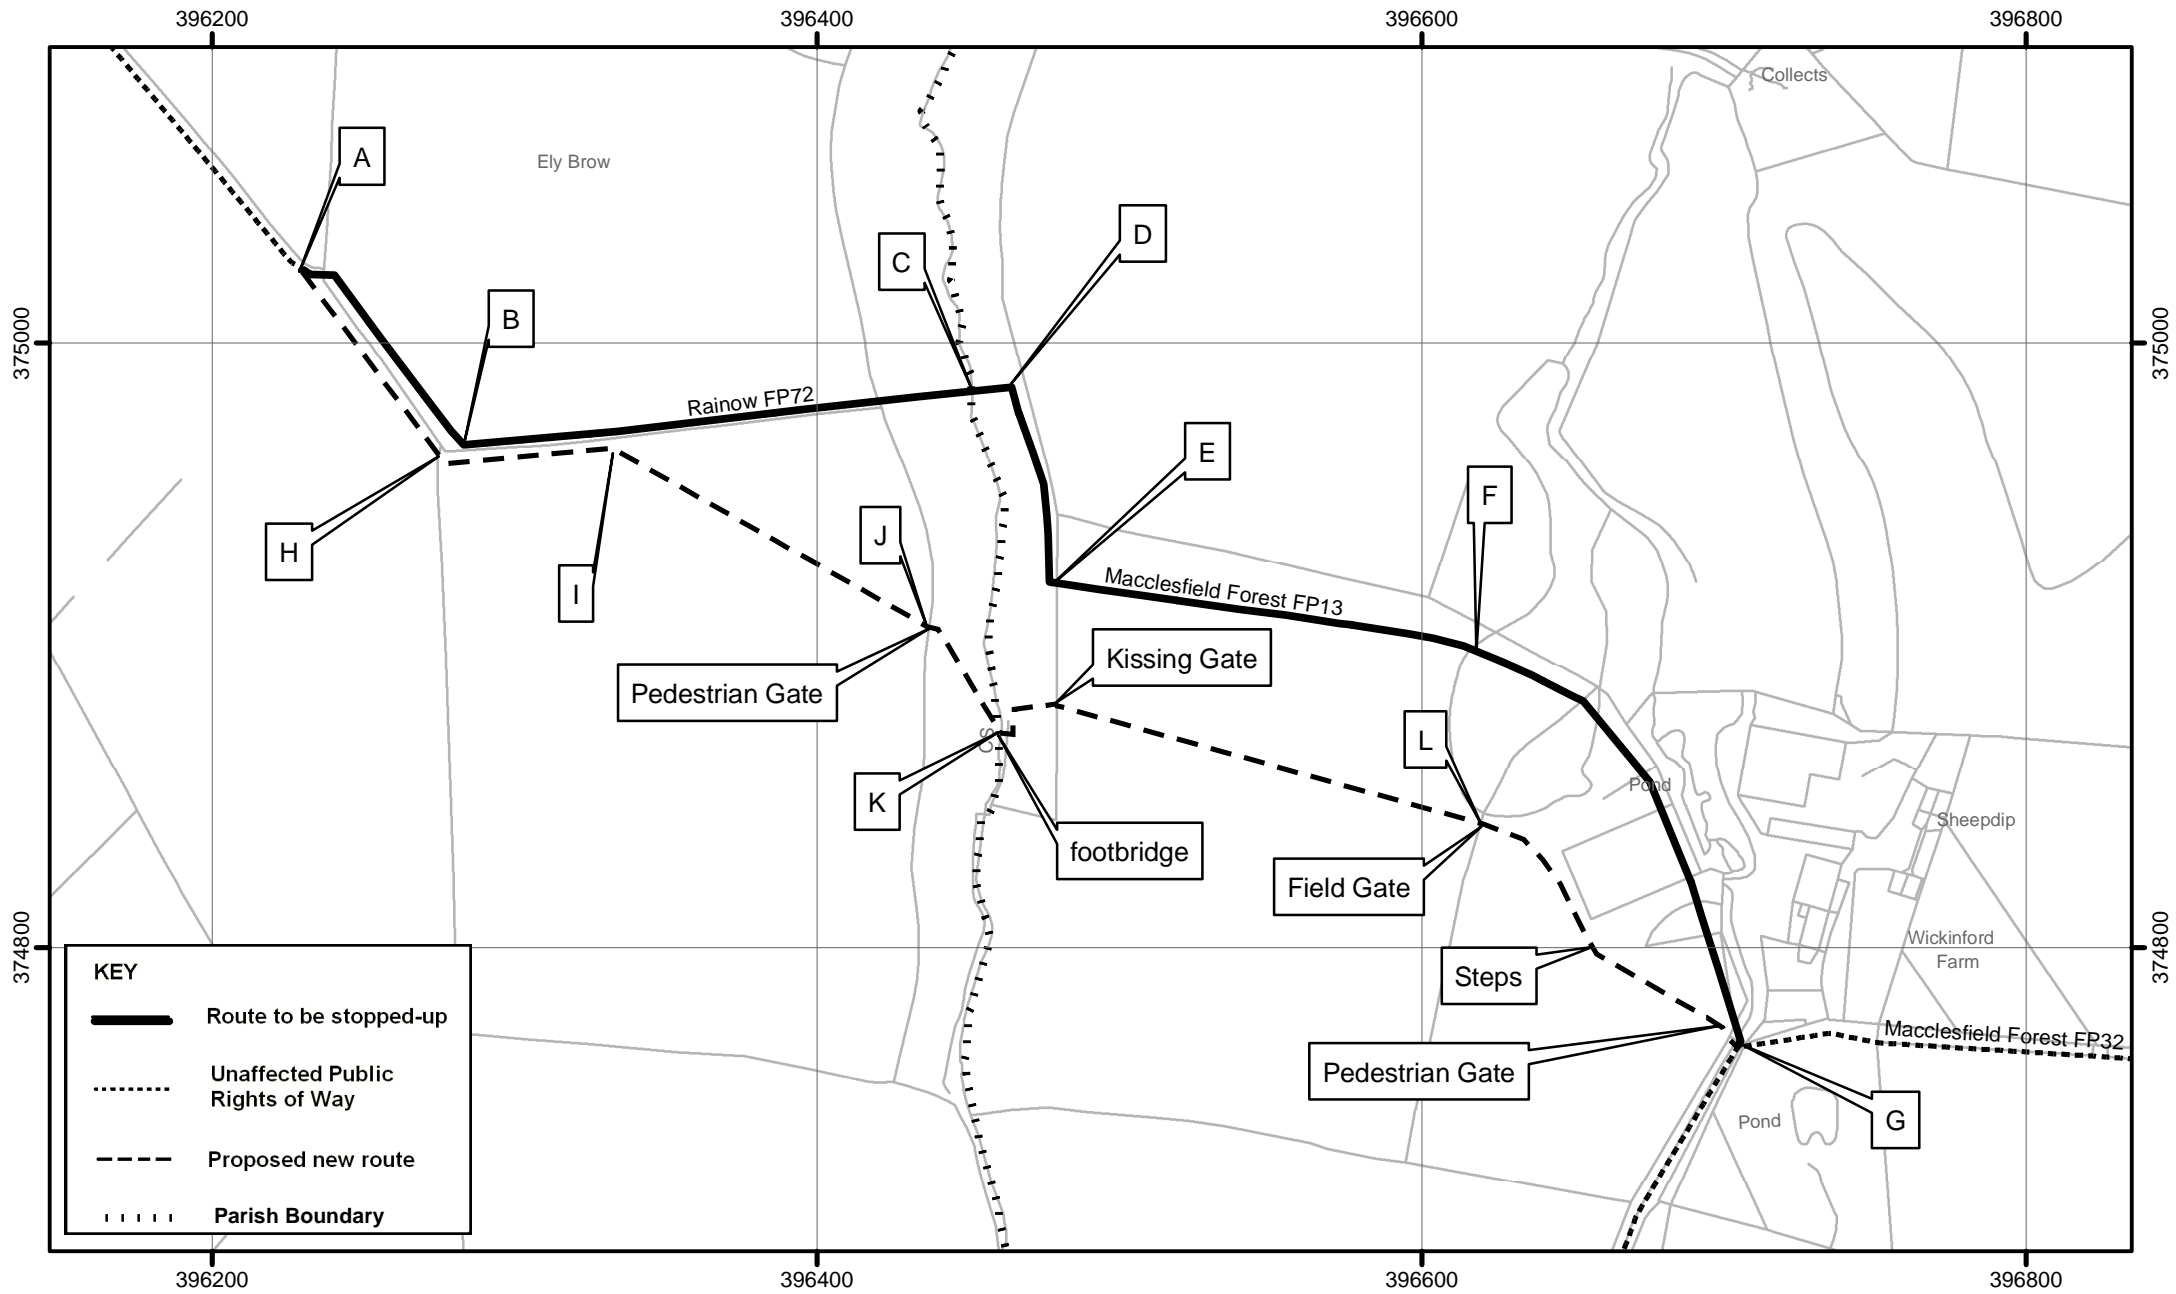 396200
396400
396600
396800
Collects
A
Ely Brow
D
C
B
375000
375000
Rainow FP72
E
F
J
H
I
Macclesfield Forest FP13
Kissing Gate
Pedestrian Gate
L
CS
K
Pond
Sheepdip
footbridge
Field Gate
374800
374800
Wickinford
Farm
Steps
KEY
Route to be stopped-up
Macclesfield Forest FP32
Unaffected Public
Rights of Way
Pedestrian Gate
G
Pond
Proposed new route
Parish Boundary
396200
396400
396600
396800